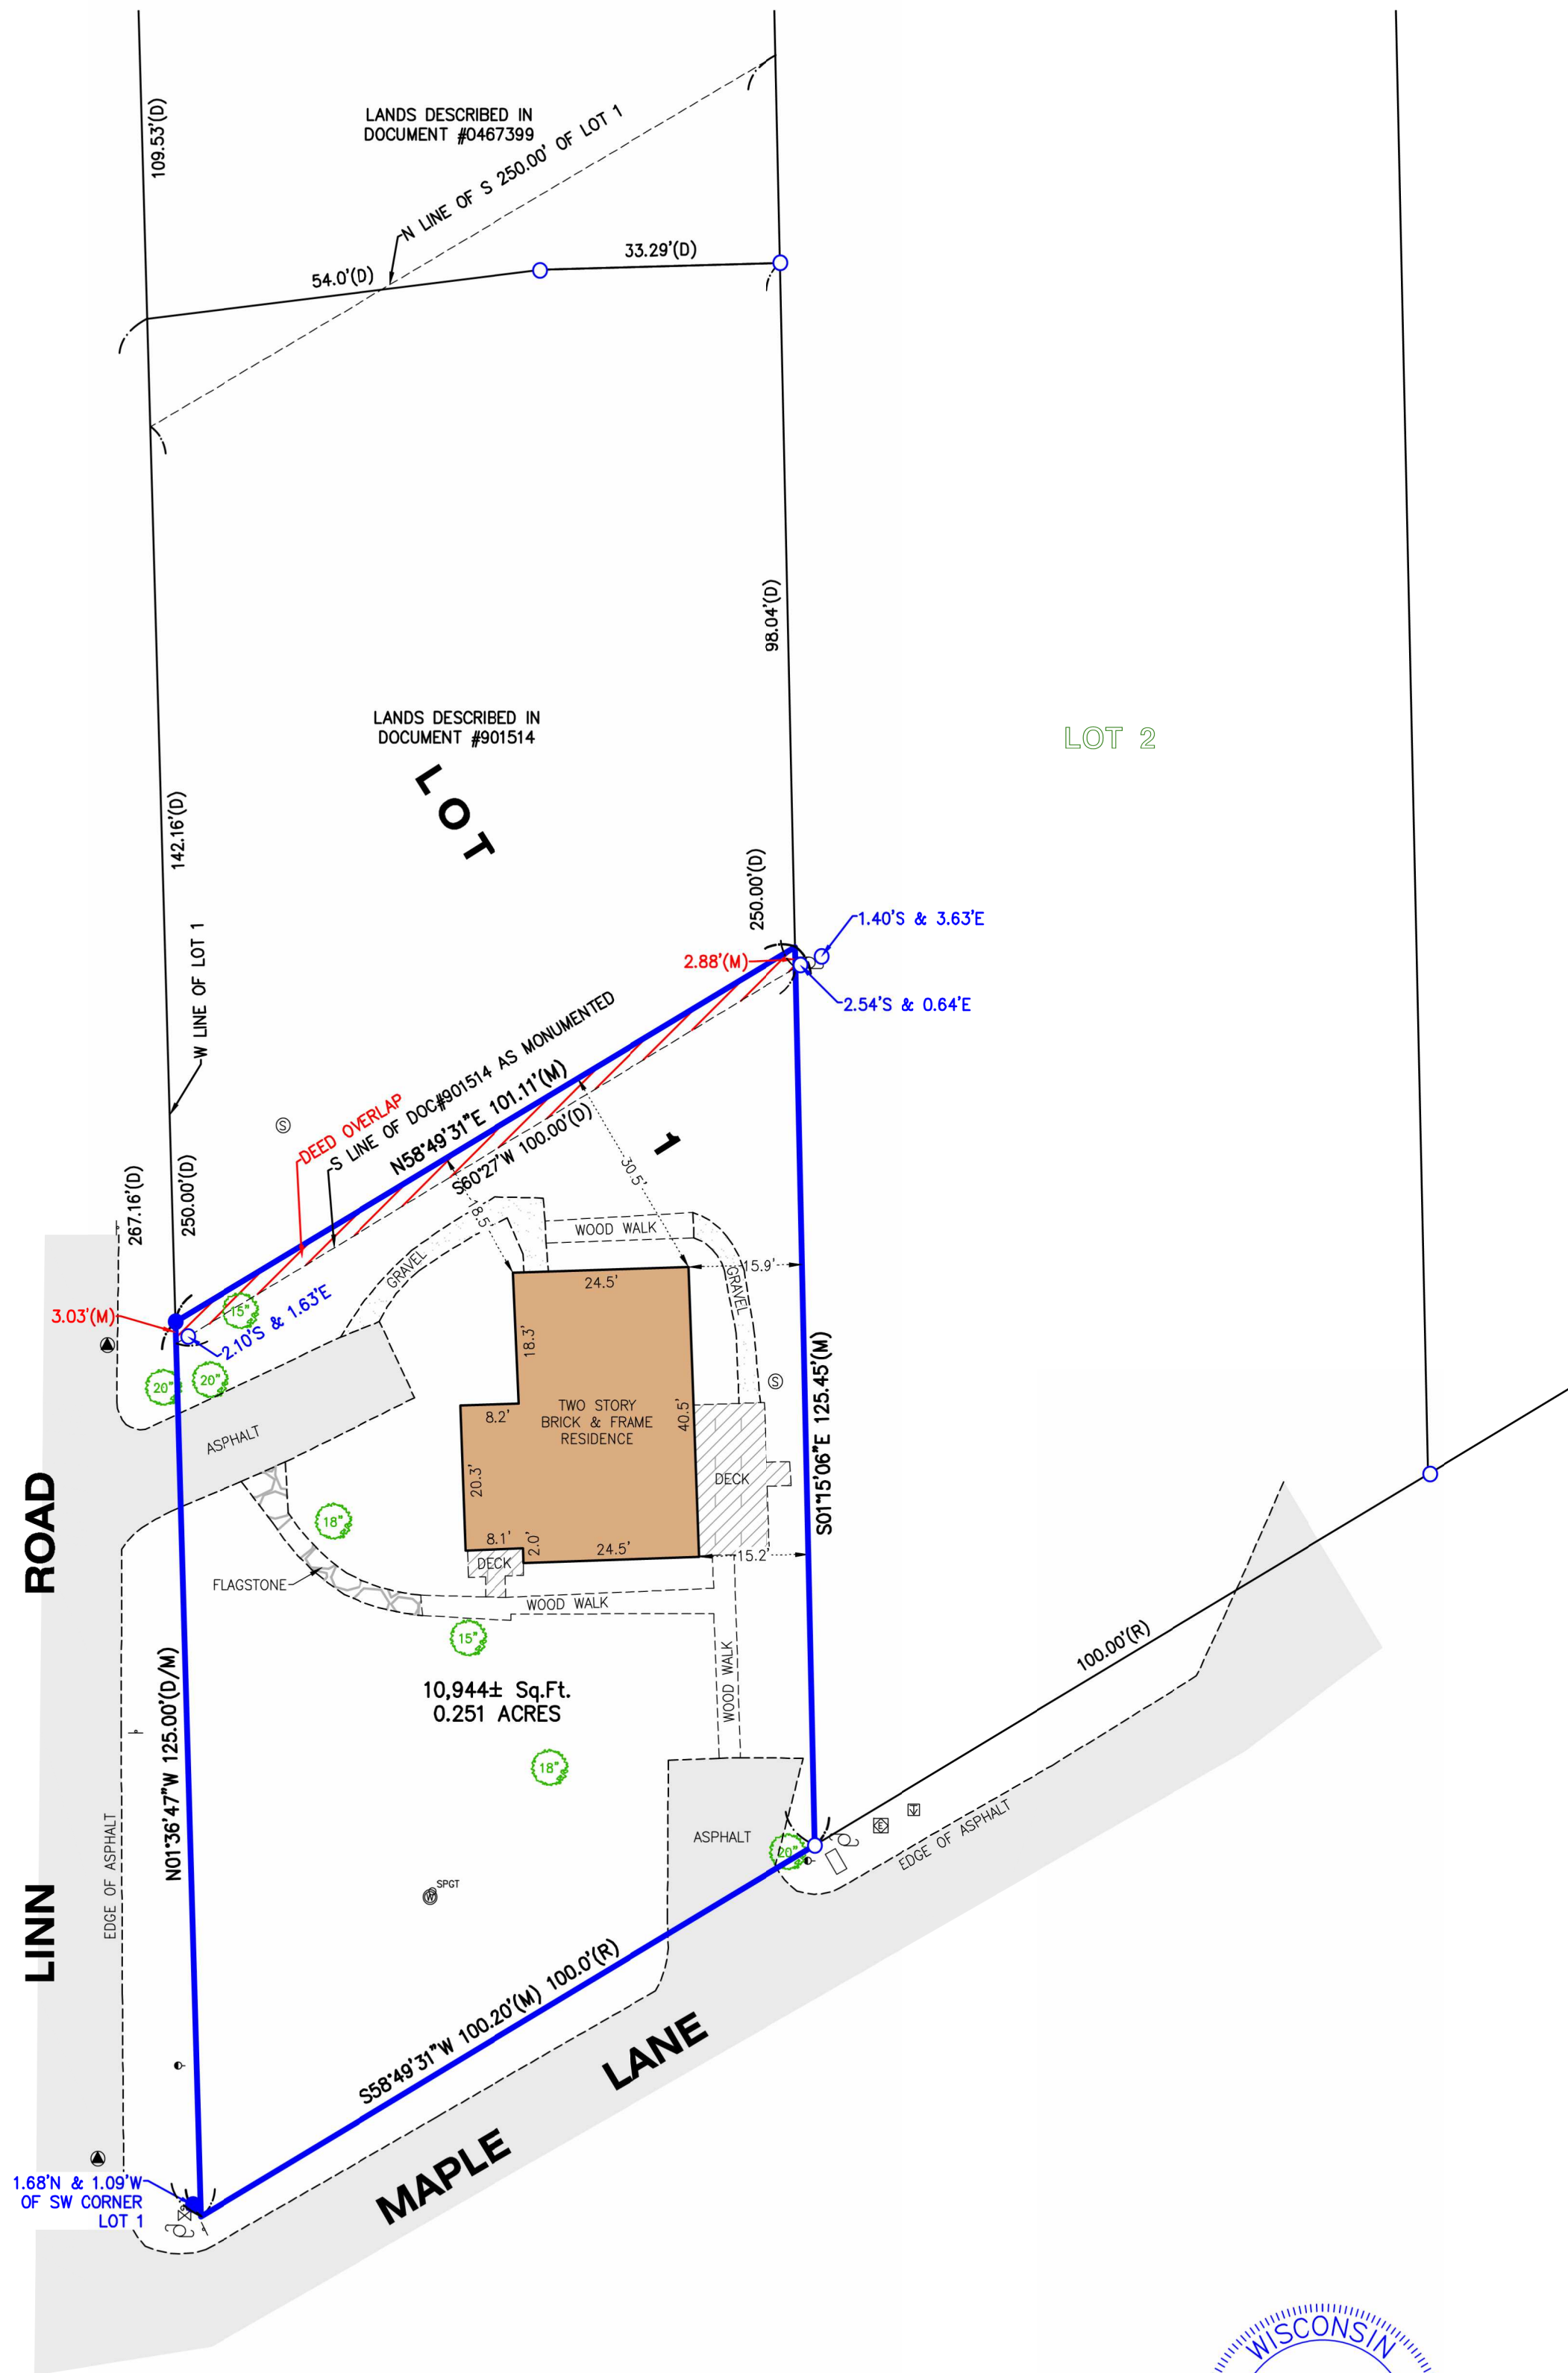 109.53'(D)
LANDS DESCRIBED IN
DOCUMENT #0467399
N LINE OF S 250.00' OF LOT 1
54.0'(D)
33.29'(D)
98.04'(D)
LANDS DESCRIBED IN
DOCUMENT #901514
LOT
LOT 2
142.16'(D)
W LINE OF LOT 1
250.00'(D)
1.40'S & 3.63'E
2.88'(M)
2.54'S & 0.64'E
DEED OVERLAP
S LINE OF DOC#901514 AS MONUMENTED
N58°49'31"E 101.11'(M)
S60°27'W 100.00'(D)
1
S
30.5'
18.5'
267.16'(D)
250.00'(D)
WOOD WALK
GRAVEL
GRAVEL
15.9'
24.5'
3.03'(M)
15"
2.10'S & 1.63'E
18.3'
20"
20"
S
S01°15'06"E 125.45'(M)
8.2'
TWO STORY
BRICK & FRAME
RESIDENCE
40.5'
ASPHALT
DECK
20.3'
18"
8.1'
2.0'
24.5'
15.2'
DECK
FLAGSTONE
WOOD WALK
15"
LINN ROAD
N01°36'47"W 125.00'(D/M)
10,944± Sq.Ft.
0.251 ACRES
WOOD WALK
100.00'(R)
18"
EDGE OF ASPHALT
ASPHALT
20"
E
T
EDGE OF ASPHALT
W
SPGT
S58°49'31"W 100.20'(M) 100.0'(R)
MAPLE LANE
1.68'N & 1.09'W
OF SW CORNER
LOT 1
WISCONSIN